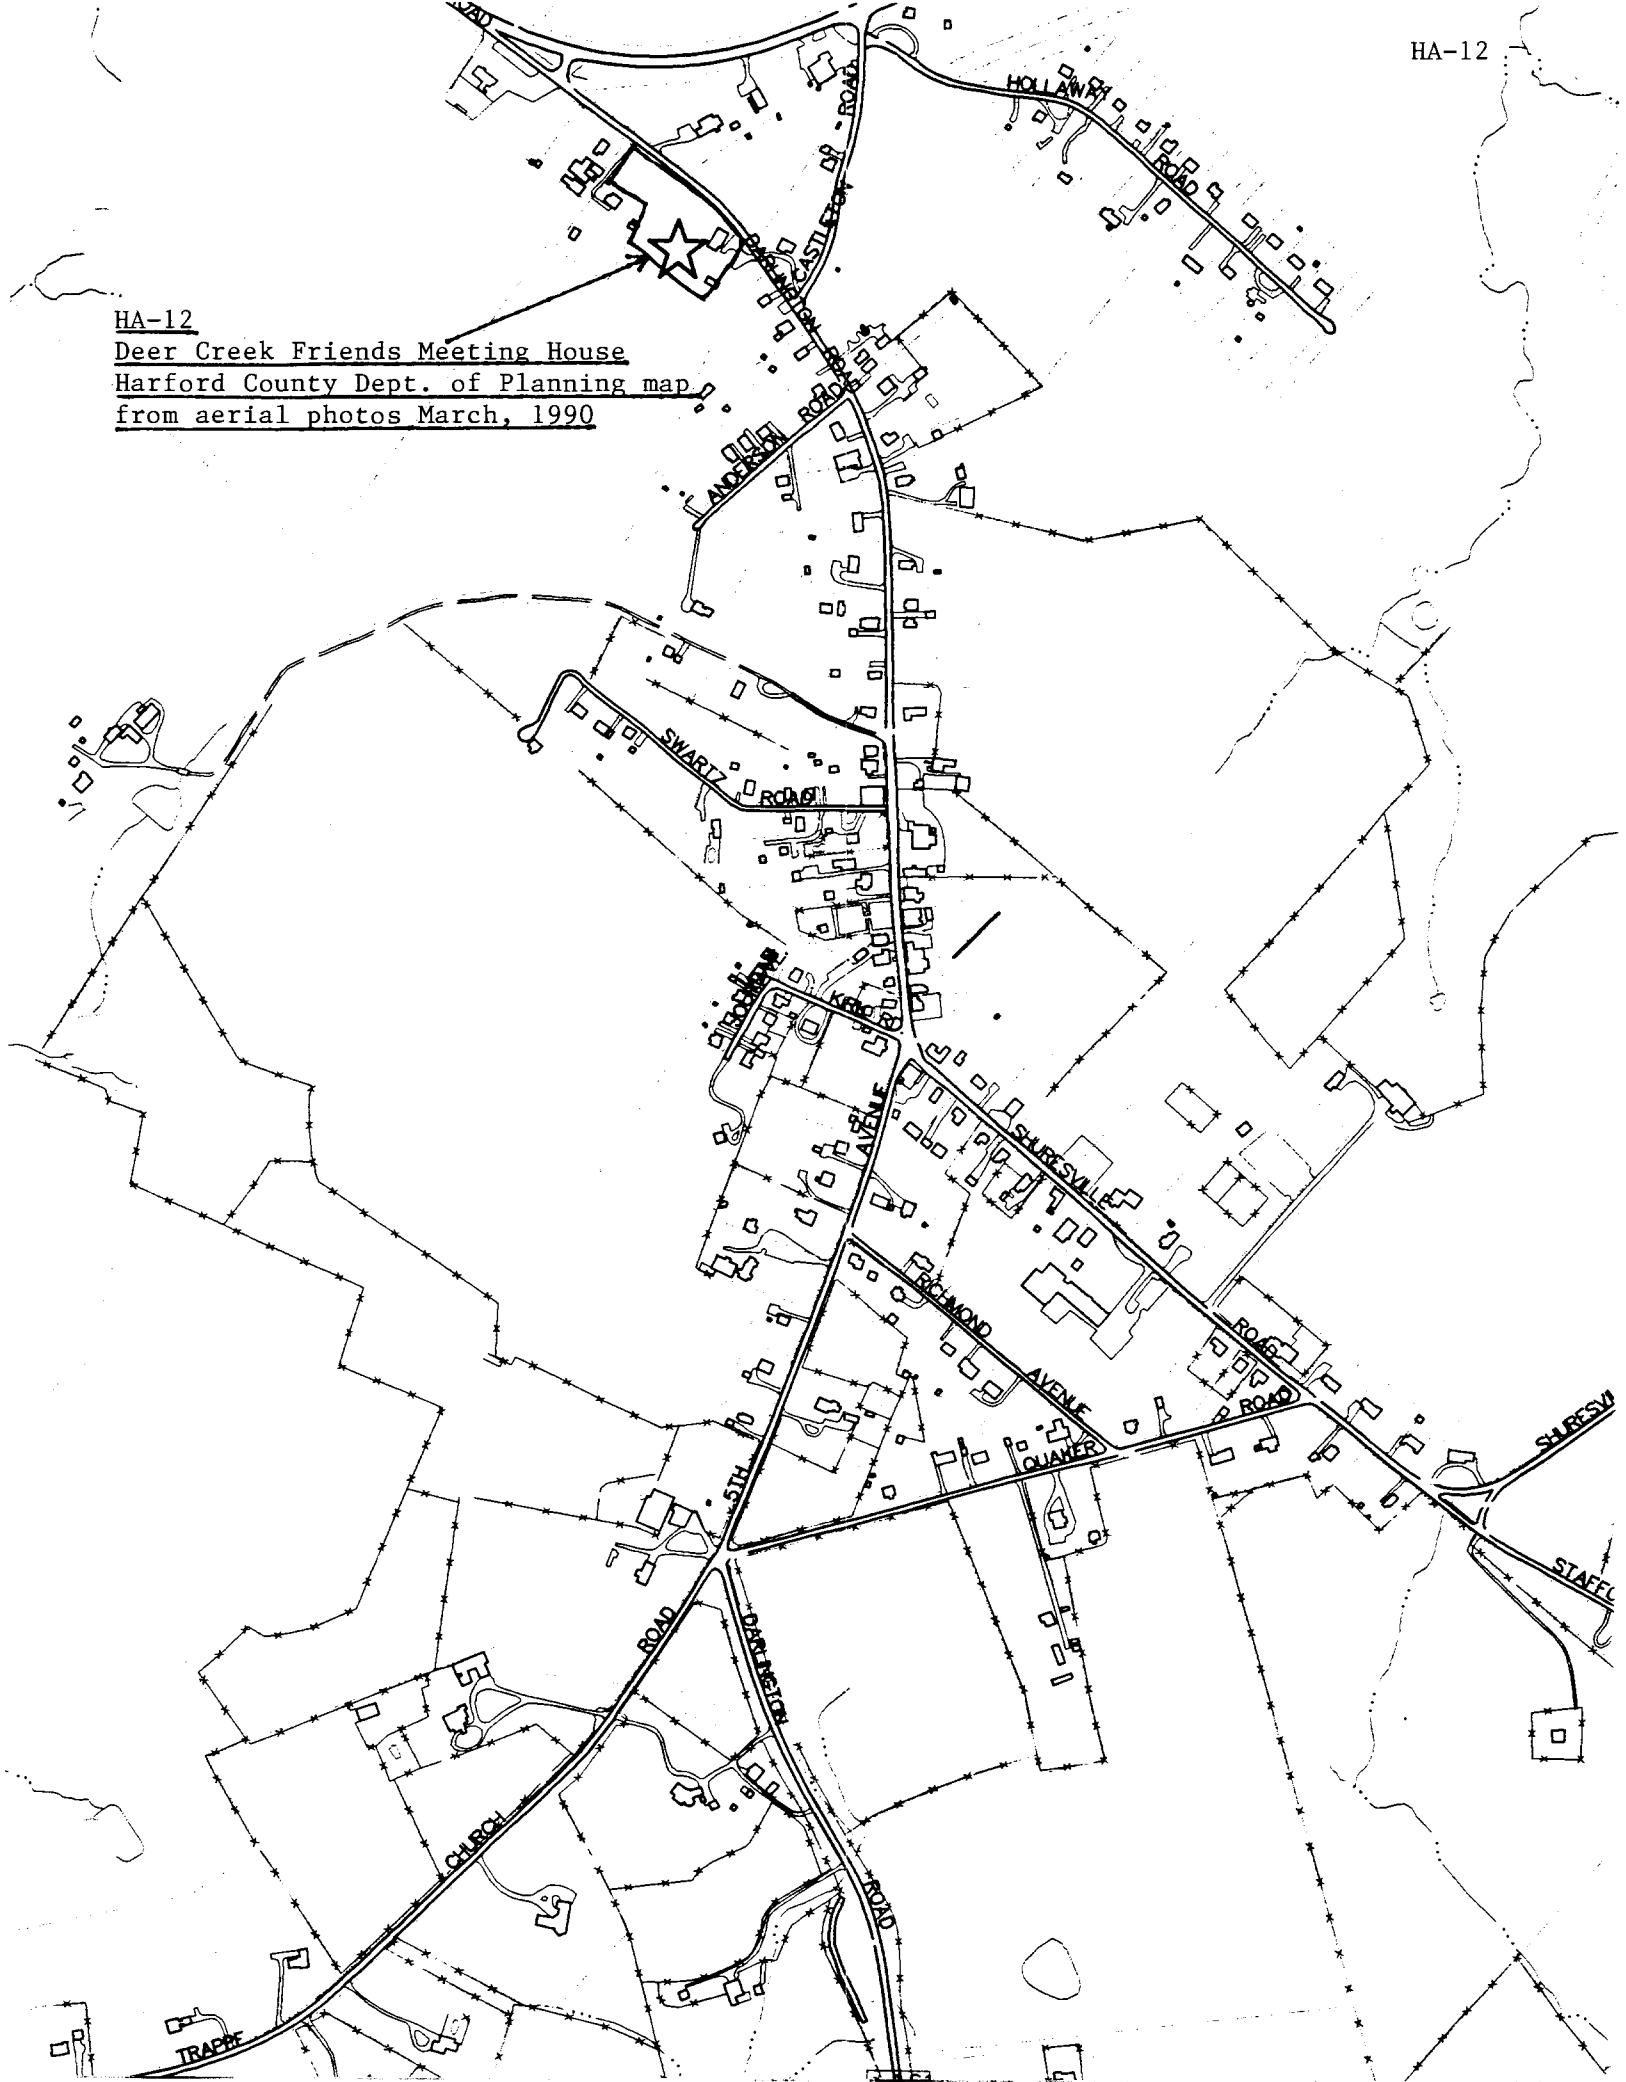 HA-12
ROAD
HOLLAWAY
ROAD
ROAD
CASTLETON
DARLINGTON
ROAD
HA-12
Deer Creek Friends Meeting House
Harford County Dept. of Planning map
from aerial photos March, 1990
ANDERSON ROAD
SWARTZ
ROAD
AVENUE
SHURESVILLE
RICHMOND
AVENUE
ROAD
ROAD
QUAKER
SHURESVI
5TH
STAFFO
ROAD
DARLINGTON
CHURCH
ROAD
TRAPPE